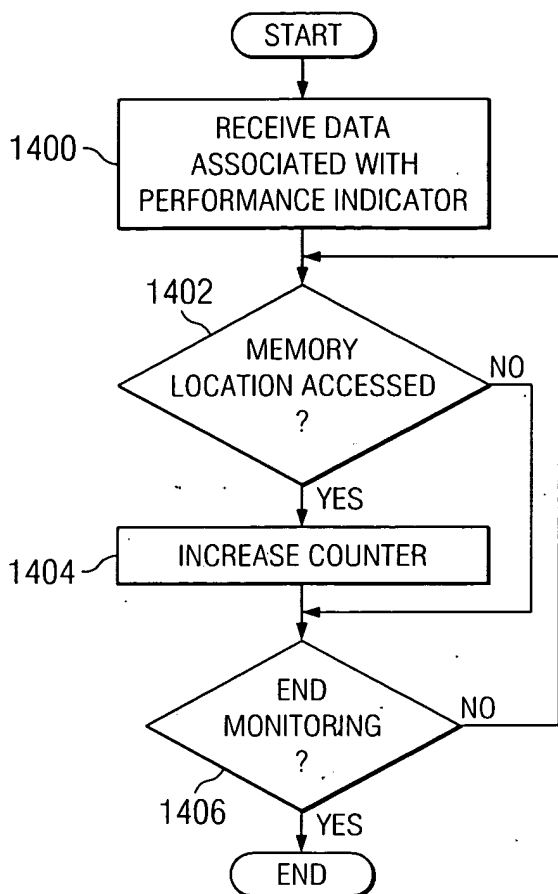 START
1400
RECEIVE DATA
ASSOCIATED WITH
PERFORMANCE INDICATOR
1402
MEMORY
LOCATION ACCESSED
?
NO
YES
1404
INCREASE COUNTER
END
MONITORING
?
NO
1406
YES
END